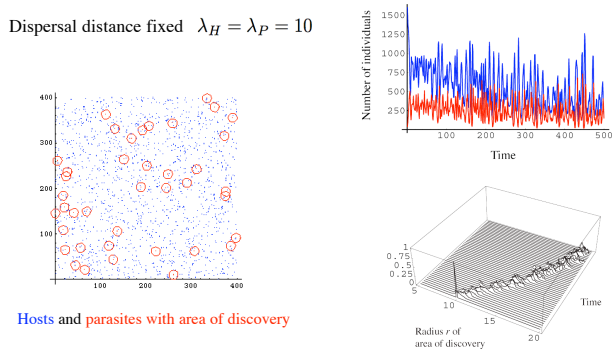 Dispersal distance fixed λ_H = λ_P = 10
1500
1250
1000
750
500
250
100 200 300 400 500
Number of individuals
Time
400
300
200
100
100 200 300 400
Hosts and parasites with area of discovery
1
0.75
0.5
0.25
0
5
10
15
20
Radius r of
area of discovery
Time